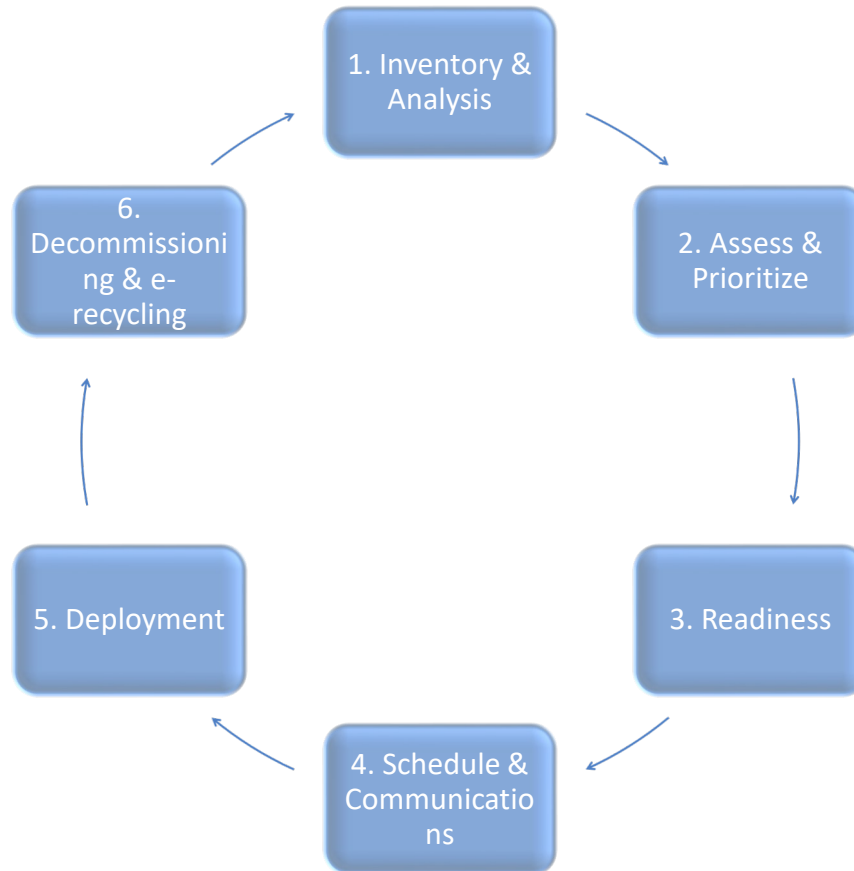 1. Inventory &
Analysis
2. Assess &
Prioritize
3. Readiness
4. Schedule &
Communicatio
ns
5. Deployment
6.
Decommissioni
ng & e-
recycling